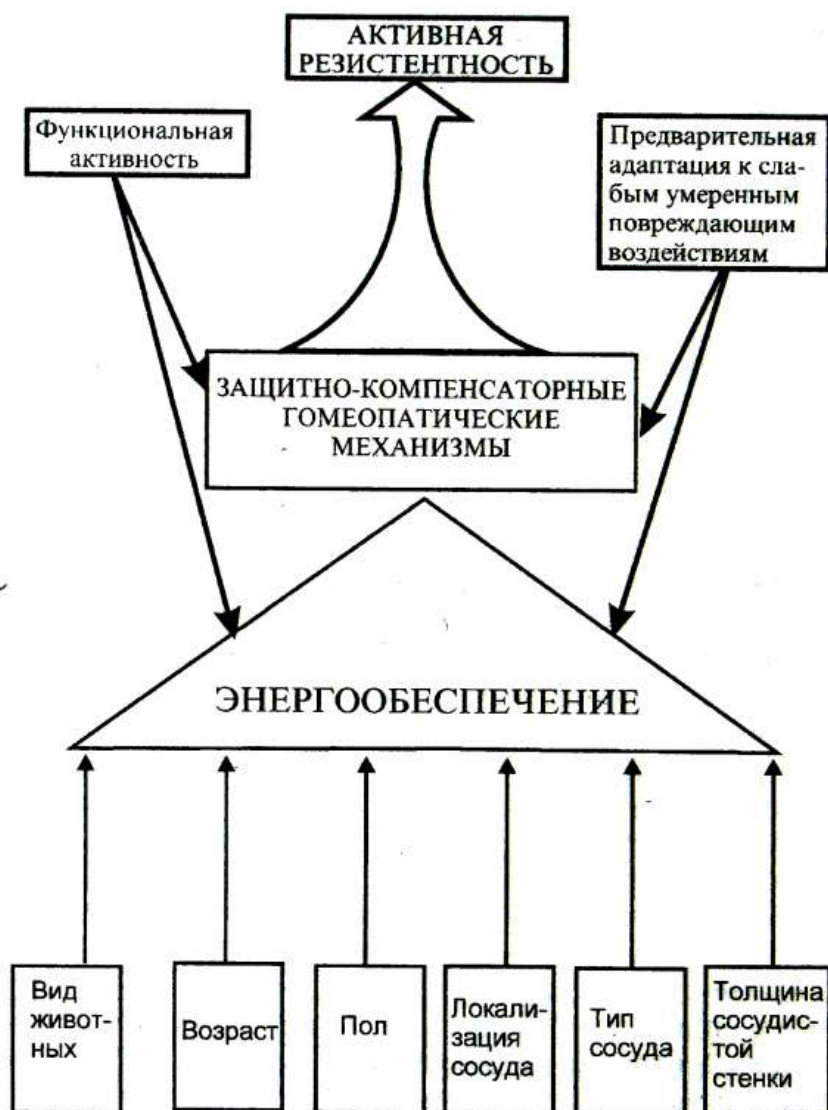 АКТИВНАЯ
РЕЗИСТЕНТНОСТЬ
Функциональная
активность
Предварительная
адаптация к сла-
бым умеренным
повреждающим
воздействиям
ЗАЩИТНО-КОМПЕНСАТОРНЫЕ
ГОМЕОПАТИЧЕСКИЕ
МЕХАНИЗМЫ
ЭНЕРГООБЕСПЕЧЕНИЕ
Вид
живот-
ных
Возраст
Пол
Локали-
зация
сосуда
Тип
сосуда
Толщина
сосудис-
той
стенки